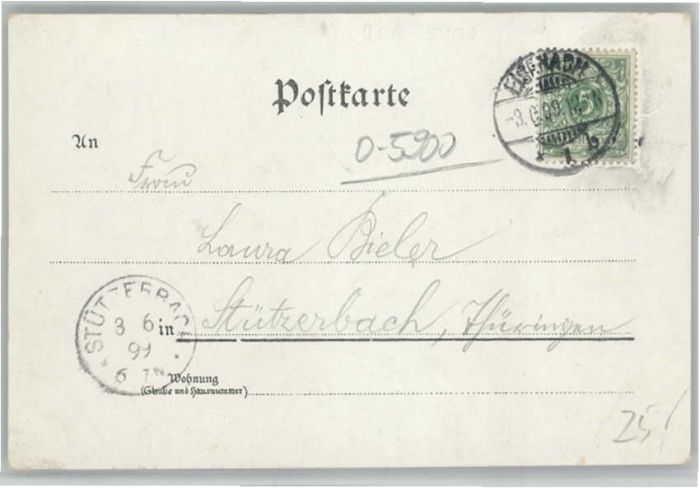 Postkarte
EISENACH
-3.6.99
5
An
0-5900
Frau
Laura Bieler
in Stützerbach, Thüringen
STÜTZERBACH
3 6
99
6
Wohnung
(Straße und Hausnummer)
25